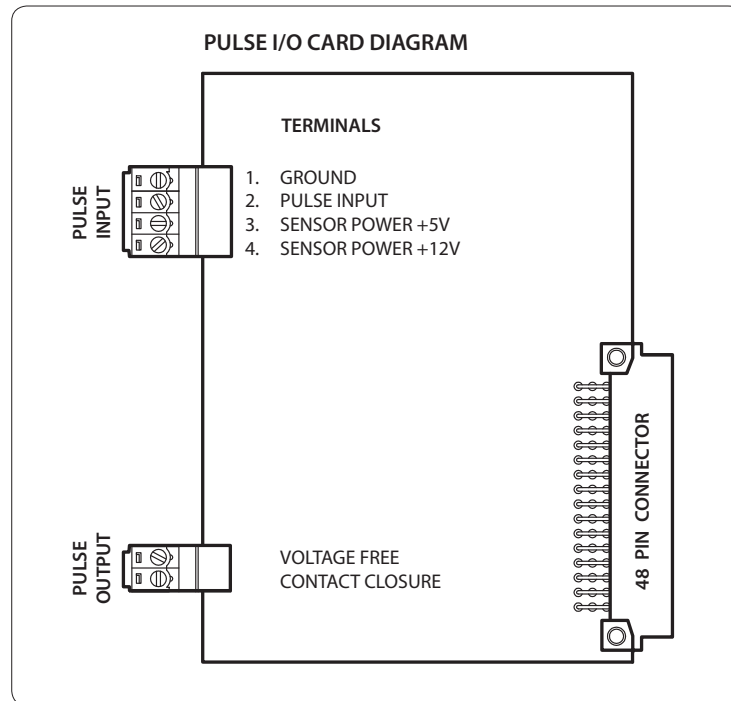 PULSE I/O CARD DIAGRAM
TERMINALS
PULSE
INPUT
1. GROUND
2. PULSE INPUT
3. SENSOR POWER +5V
4. SENSOR POWER +12V
48 PIN CONNECTOR
PULSE
OUTPUT
VOLTAGE FREE
CONTACT CLOSURE